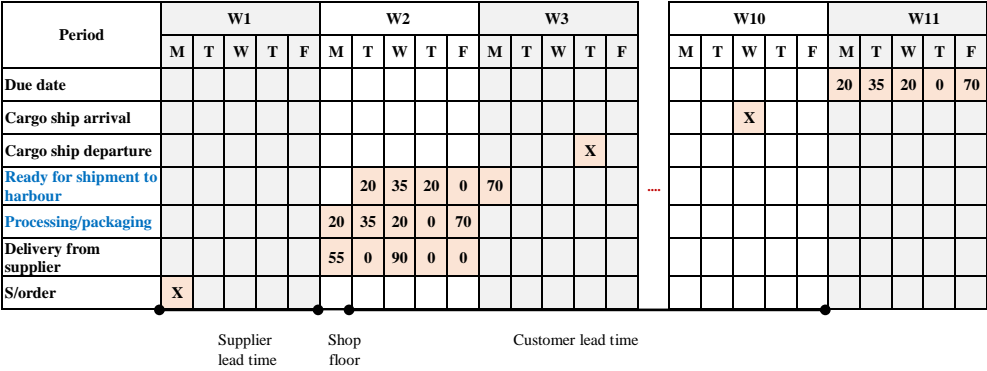 Period W1 W2 W3 W10 W11
M T W T F M T W T F M T W T F M T W T F M T W T F
Due date 20 35 20 0 70
Cargo ship arrival X
Cargo ship departure X
Ready for shipment to
harbour 20 35 20 0 70 ....
Processing/packaging 20 35 20 0 70
Delivery from
supplier 55 0 90 0 0
S/order X
Supplier
lead time
Shop
floor
Customer lead time